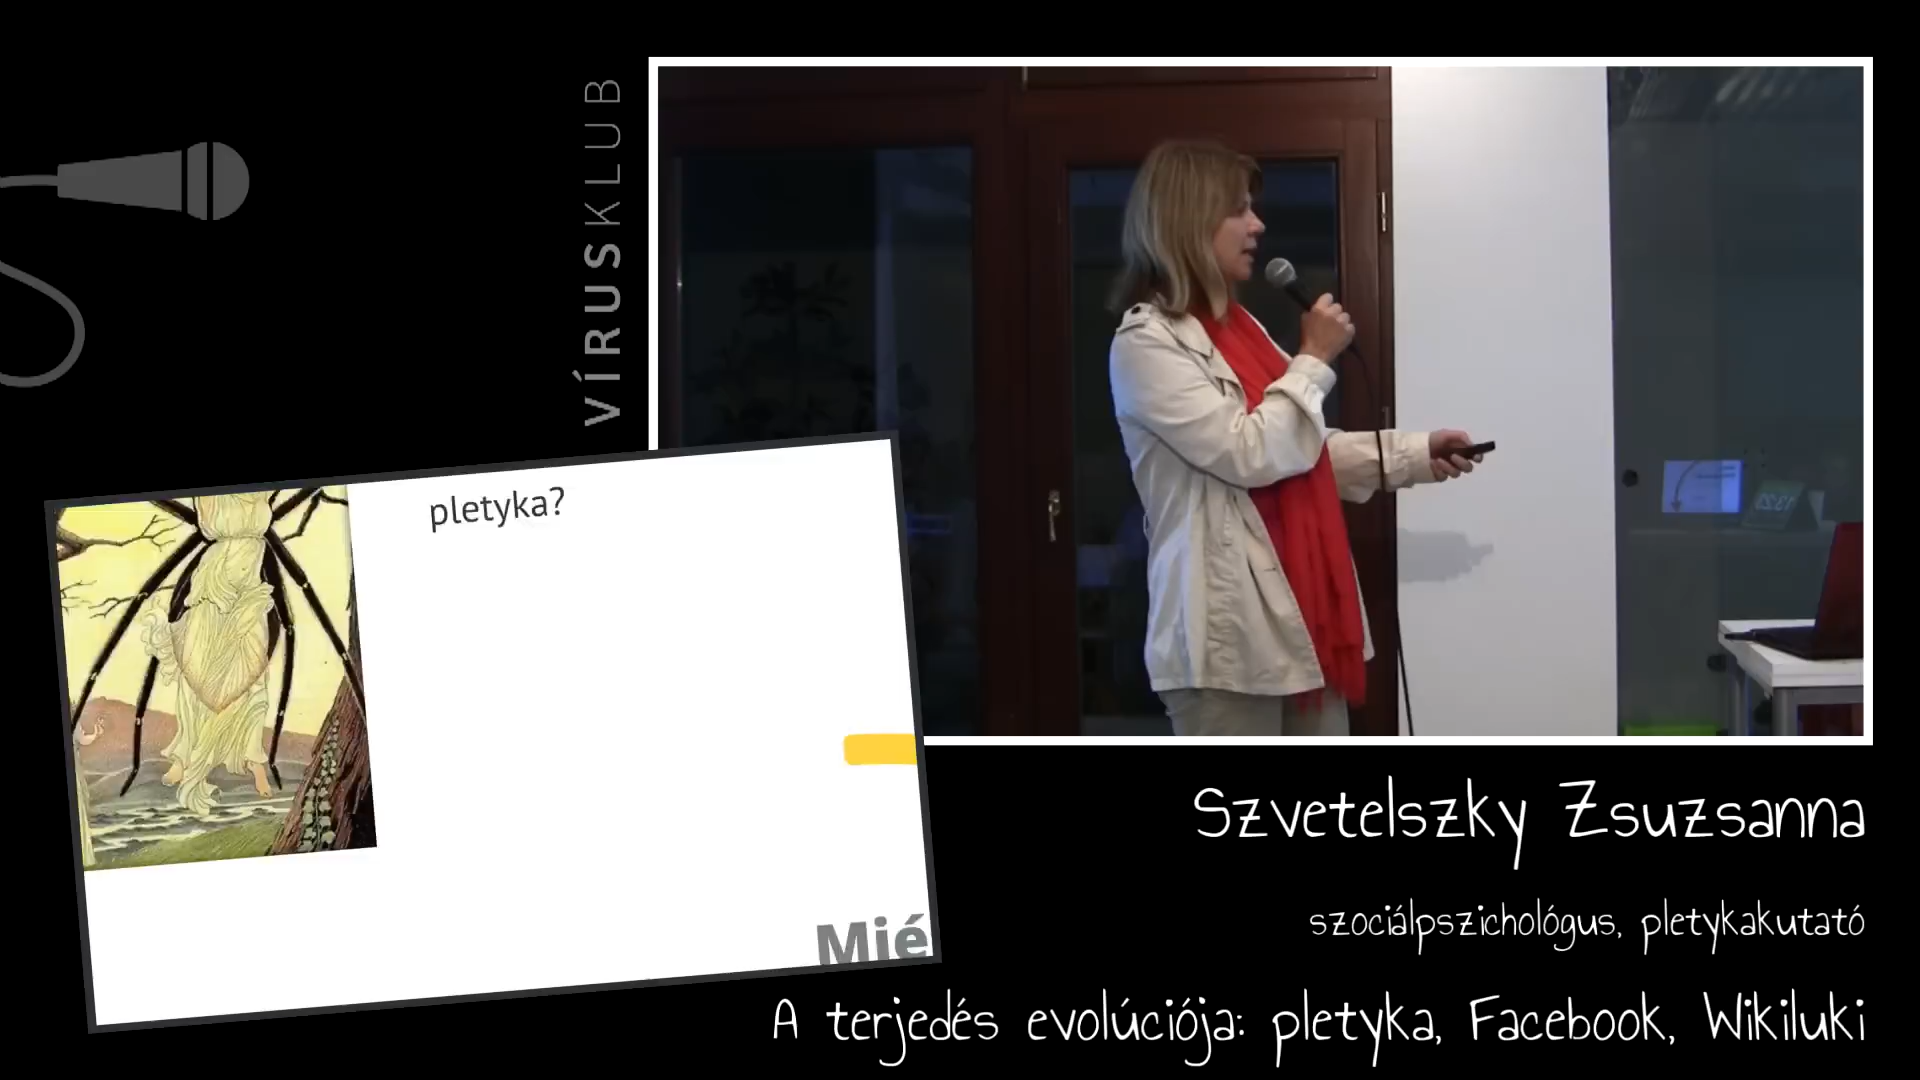 VÍRUSKLUB
pletyka?
Mié
Szvetelszky Zsuzsanna
szociálpszichológus, pletykakutató
A terjedés evolúciója: pletyka, Facebook, Wikiluki